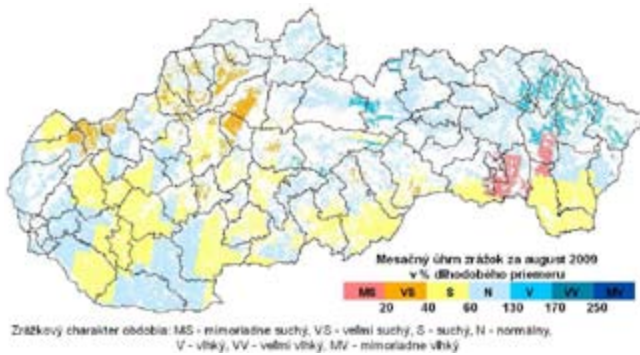 Mesačný úhrn zrážok za august 2009
v % dlhodobého priemeru
MS VS S N V VV MV
20 40 60 130 170 250
Zrážkový charakter obdobia: MS - mimoriadne suchý, VS - veľmi suchý, S - suchý, N - normálny,
V - vlhký, VV - veľmi vlhký, MV - mimoriadne vlhký